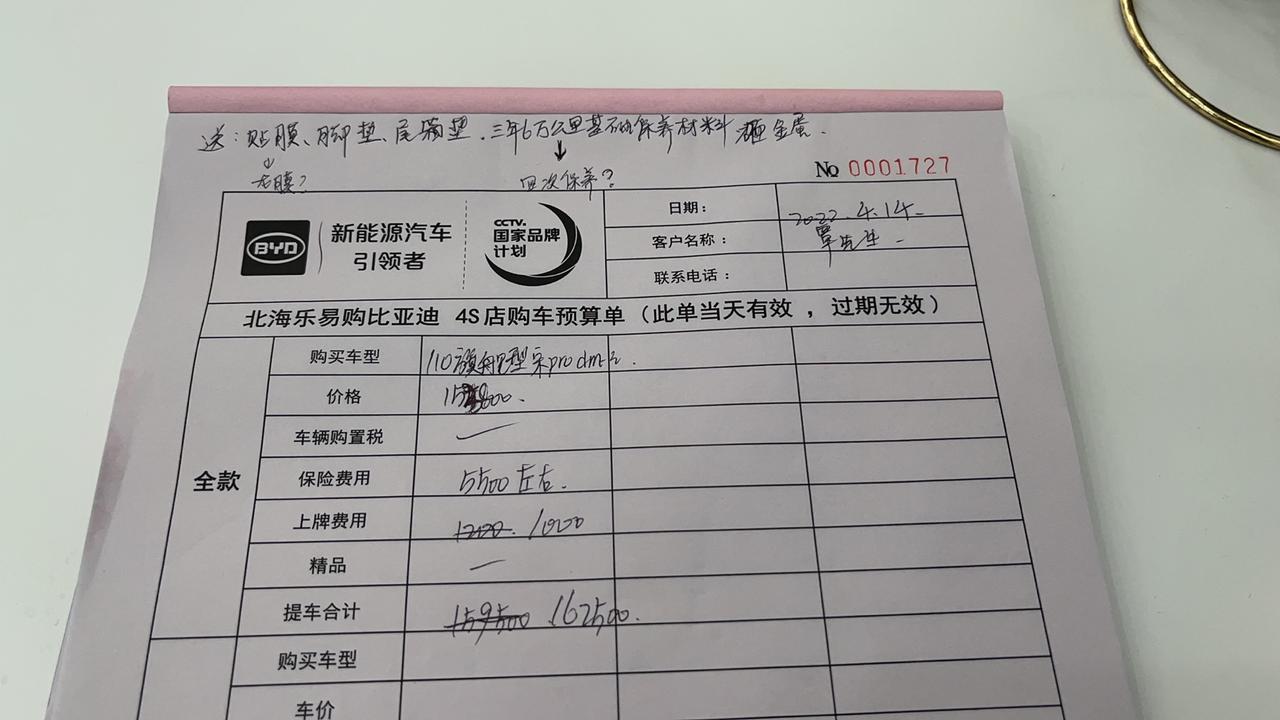 送：贴膜、脚垫、尾箱垫、三年6万公里基础保养材料 砸金蛋.
↓ ↓
左膜？ 四次保养？
No 0001727
BYD 新能源汽车 引领者
CCTV. 国家品牌 计划
日期： 2022.4.14.
客户名称： 覃先生
联系电话：
北海乐易购比亚迪 4S店购车预算单（此单当天有效，过期无效）
全款
购买车型 110旗舰型宋pro dm-i.
价格
车辆购置税 —
保险费用 5500左右.
上牌费用 1200. 1000
精品 —
提车合计 159500 162500.
购买车型
车价